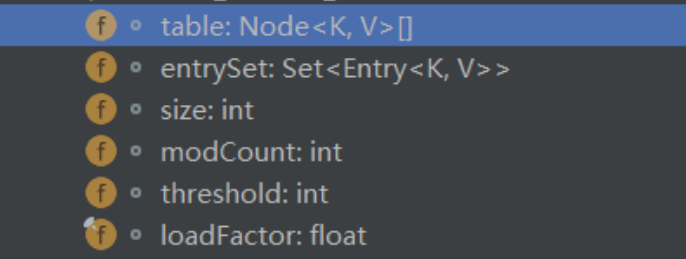 f table: Node<K, V>[]
f entrySet: Set<Entry<K, V>>
f size: int
f modCount: int
f threshold: int
f loadFactor: float